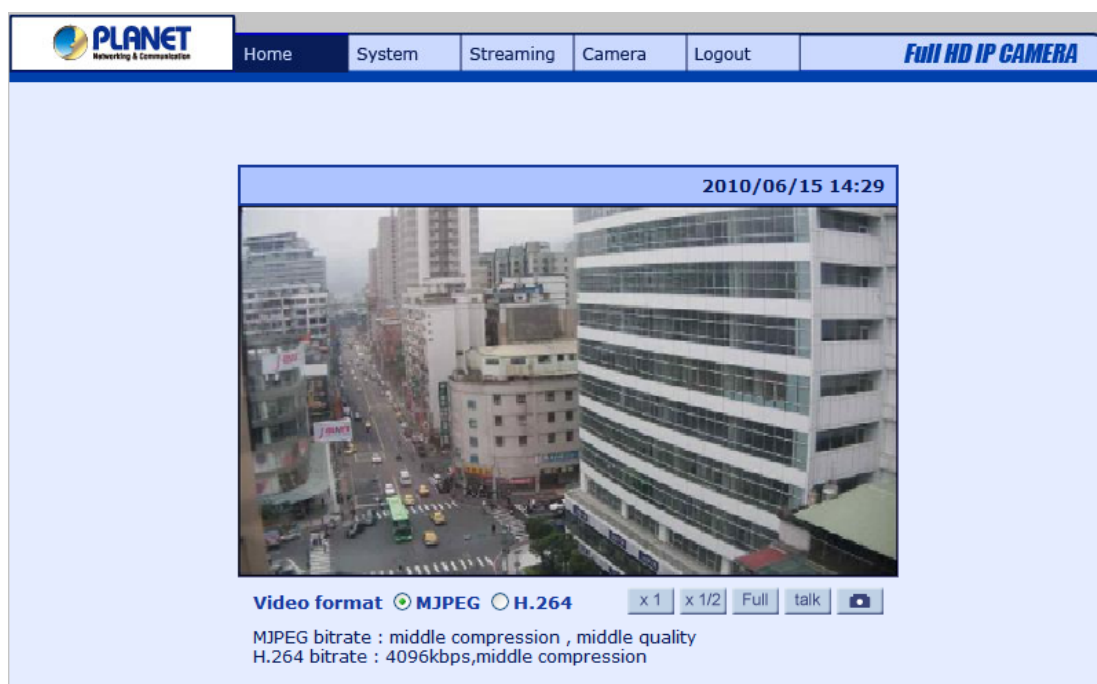 PLANET
Networking & Communication
Home
System
Streaming
Camera
Logout
Full HD IP CAMERA
2010/06/15 14:29
Video format MJPEG H.264
x 1
x 1/2
Full
talk
MJPEG bitrate : middle compression , middle quality
H.264 bitrate : 4096kbps,middle compression